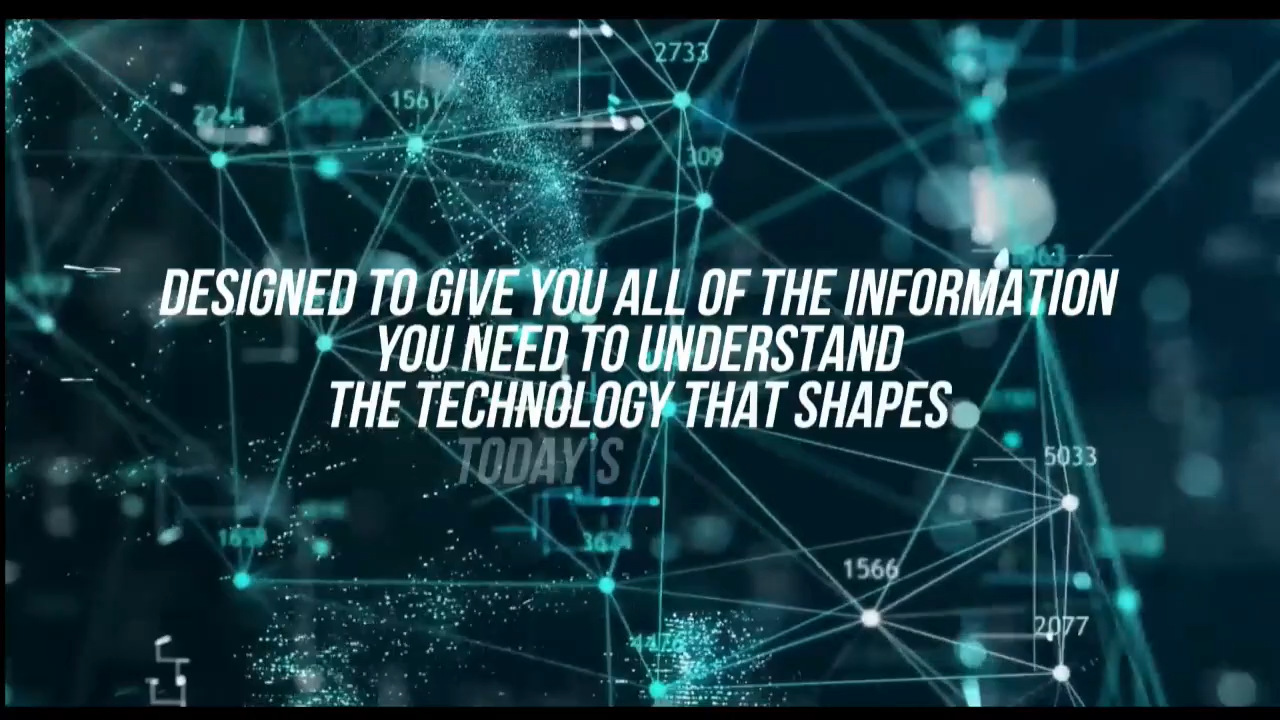 2733
1561
7244
309
DESIGNED TO GIVE YOU ALL OF THE INFORMATION
YOU NEED TO UNDERSTAND
THE TECHNOLOGY THAT SHAPES
TODAY'S
5033
1566
2077